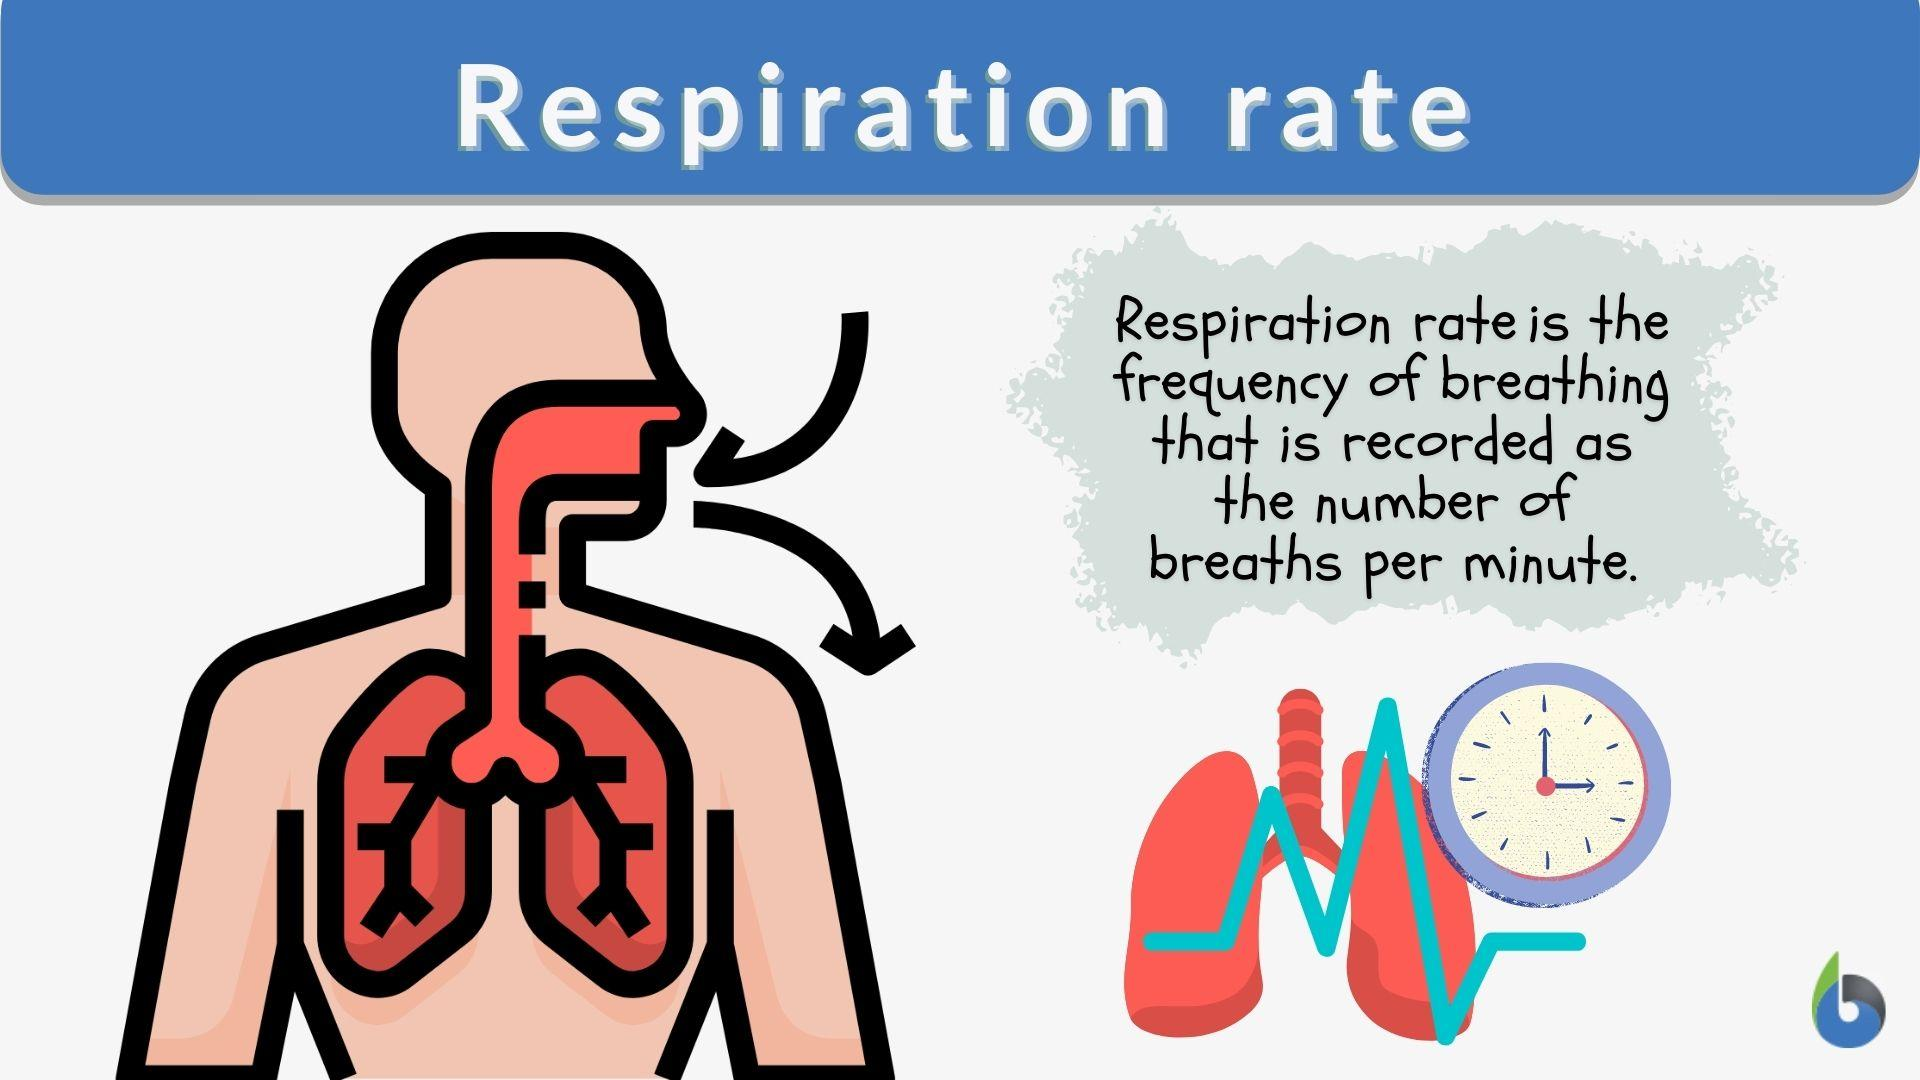 Respiration rate
Respiration rate is the
frequency of breathing
that is recorded as
the number of
breaths per minute.